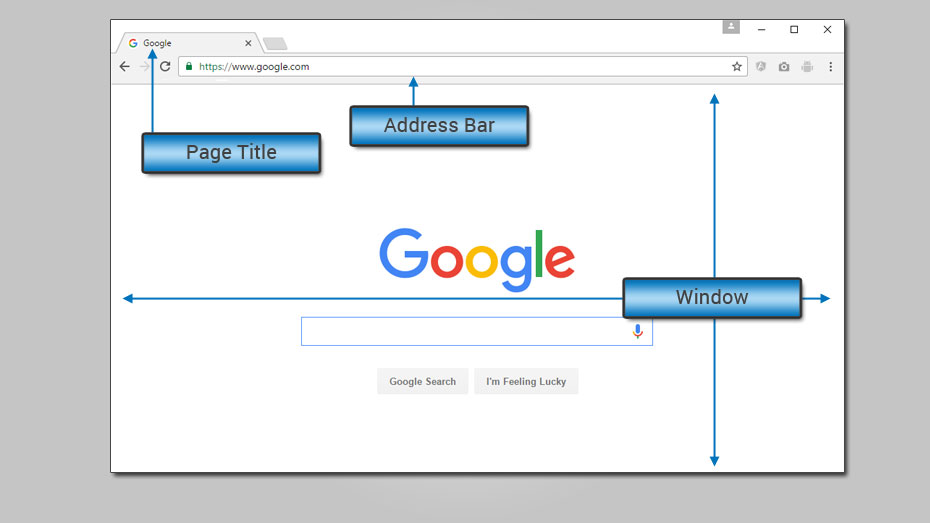 Google
https://www.google.com
Address Bar
Page Title
Google
Window
Google Search
I'm Feeling Lucky